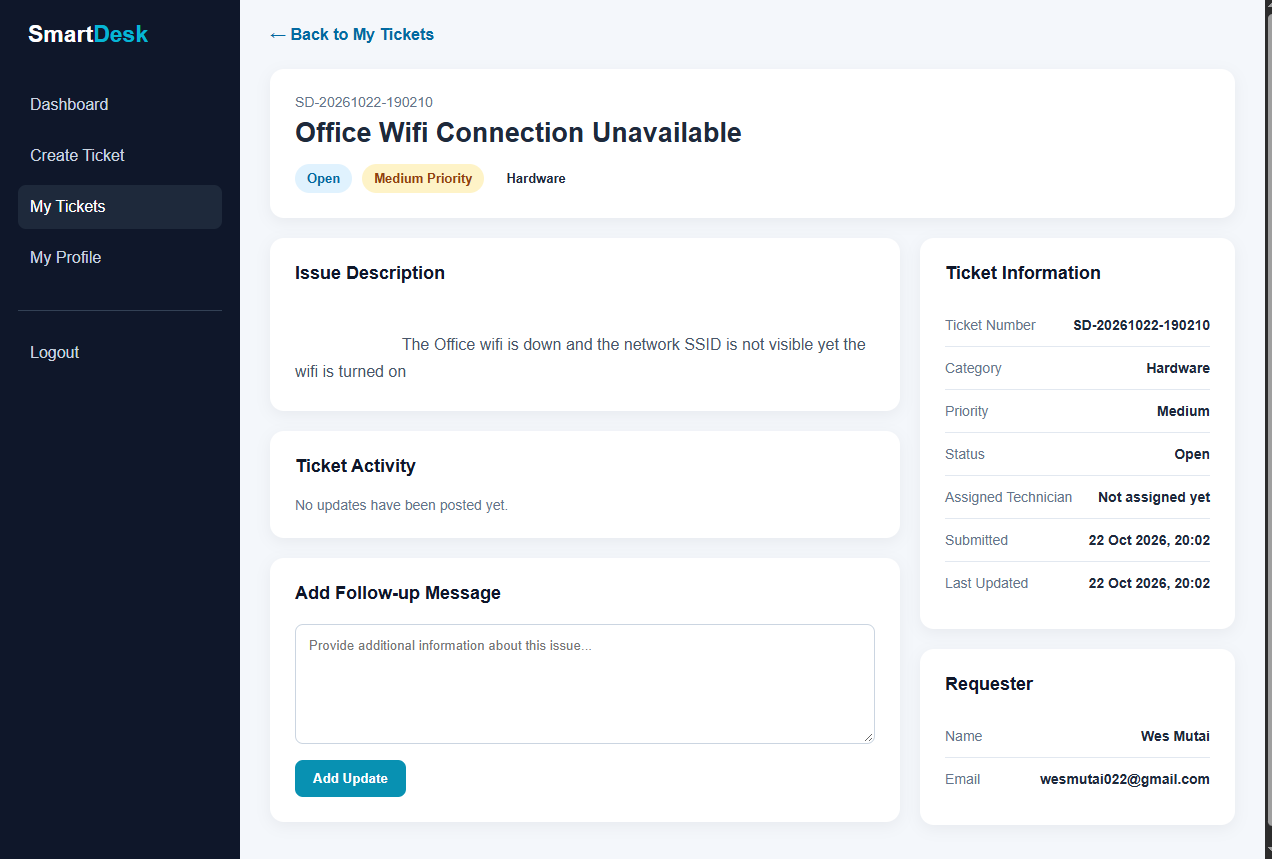 SmartDesk
Dashboard
Create Ticket
My Tickets
My Profile
Logout
← Back to My Tickets
SD-20261022-190210
Office Wifi Connection Unavailable
Open
Medium Priority
Hardware
Issue Description
The Office wifi is down and the network SSID is not visible yet the
wifi is turned on
Ticket Activity
No updates have been posted yet.
Add Follow-up Message
Provide additional information about this issue...
Add Update
Ticket Information
Ticket Number SD-20261022-190210
Category Hardware
Priority Medium
Status Open
Assigned Technician Not assigned yet
Submitted 22 Oct 2026, 20:02
Last Updated 22 Oct 2026, 20:02
Requester
Name Wes Mutai
Email wesmutai022@gmail.com